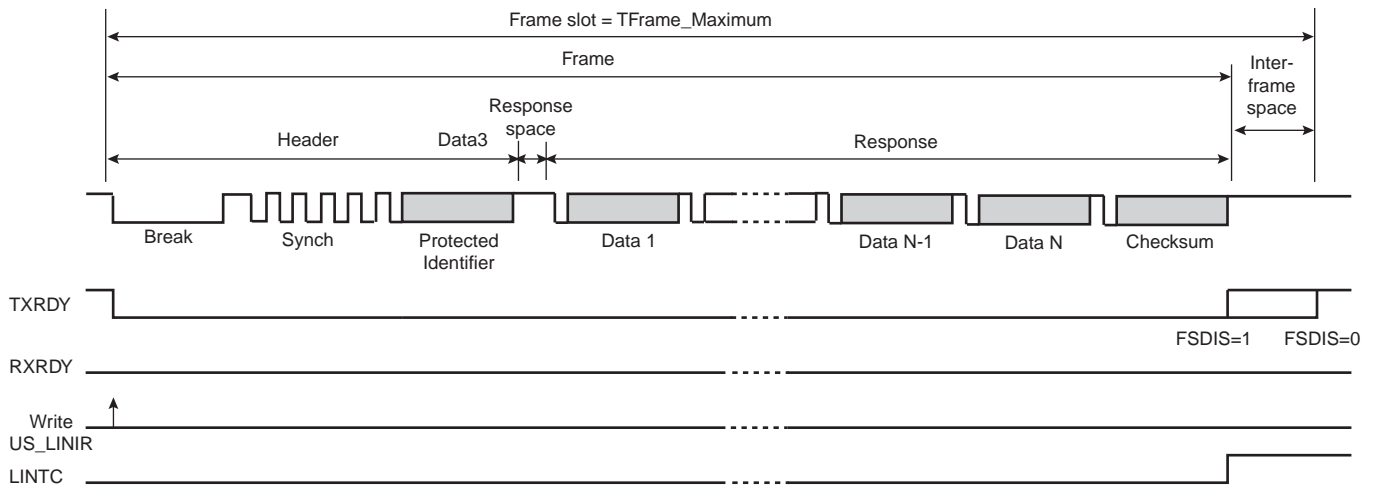 Frame slot = TFrame_Maximum
Frame
Inter-
frame
space
Response
space
Header
Data3
Response
Break
Synch
Protected
Identifier
Data 1
Data N-1
Data N
Checksum
TXRDY
FSDIS=1
FSDIS=0
RXRDY
Write
US_LINIR
LINTC